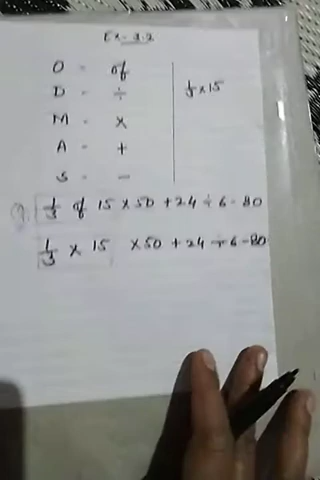 Ex - 3.2
O = of
D = ÷
M = ×
A = +
S = -
1/3 × 15
Q. 1/3 of 15 × 50 + 24 ÷ 6 - 80
1/3 × 15 × 50 + 24 ÷ 6 - 80